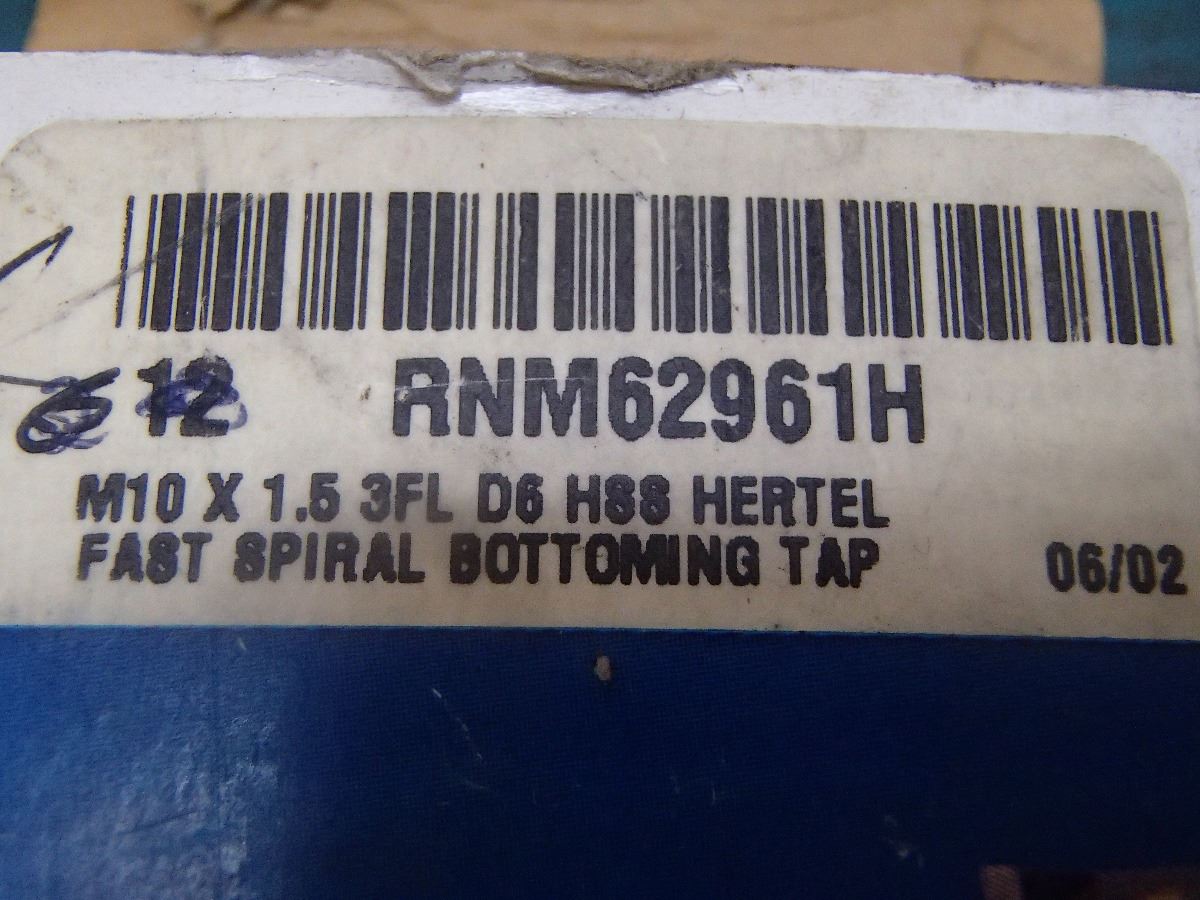 12 RNM62961H
M10 X 1.5 3FL D6 HSS HERTEL
FAST SPIRAL BOTTOMING TAP 06/02